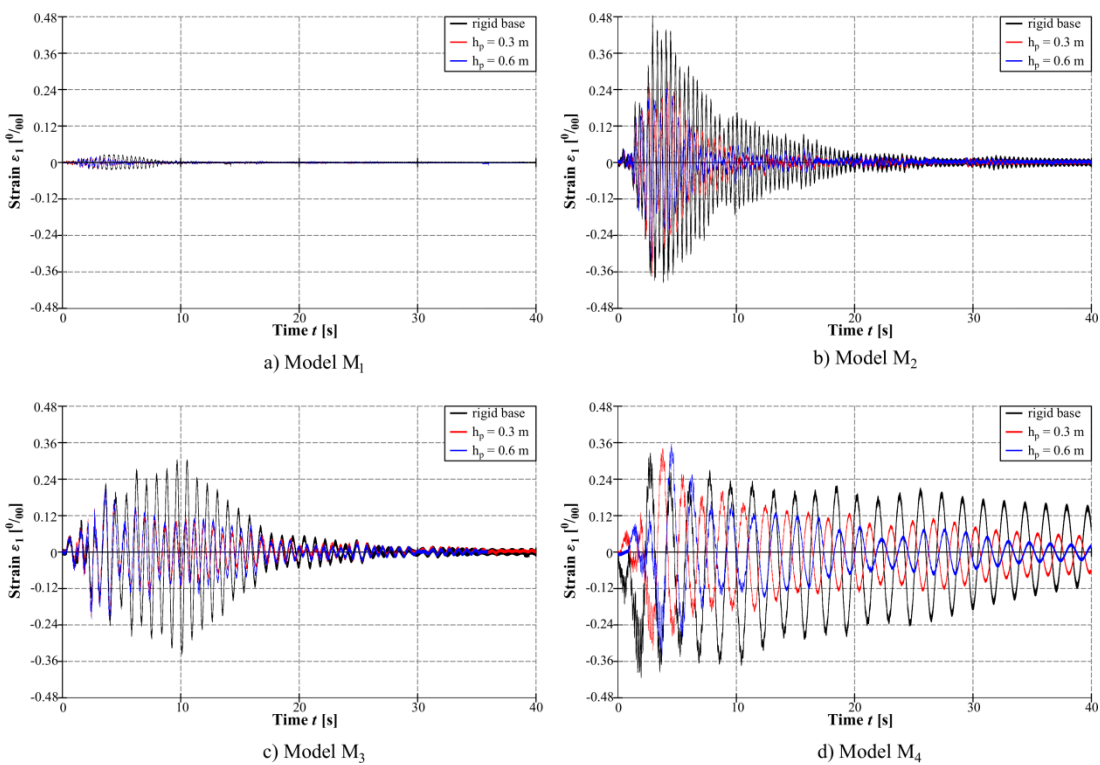 0.48
0.36
0.24
0.12
0
-0.12
-0.24
-0.36
-0.48
Strain ε₁ [⁰/₀₀]
rigid base
hₚ = 0.3 m
hₚ = 0.6 m
0 10 20 30 40
Time t [s]
a) Model M₁
0.48
0.36
0.24
0.12
0
-0.12
-0.24
-0.36
-0.48
Strain ε₁ [⁰/₀₀]
rigid base
hₚ = 0.3 m
hₚ = 0.6 m
0 10 20 30 40
Time t [s]
b) Model M₂
0.48
0.36
0.24
0.12
0
-0.12
-0.24
-0.36
-0.48
Strain ε₁ [⁰/₀₀]
rigid base
hₚ = 0.3 m
hₚ = 0.6 m
0 10 20 30 40
Time t [s]
c) Model M₃
0.48
0.36
0.24
0.12
0
-0.12
-0.24
-0.36
-0.48
Strain ε₁ [⁰/₀₀]
rigid base
hₚ = 0.3 m
hₚ = 0.6 m
0 10 20 30 40
Time t [s]
d) Model M₄